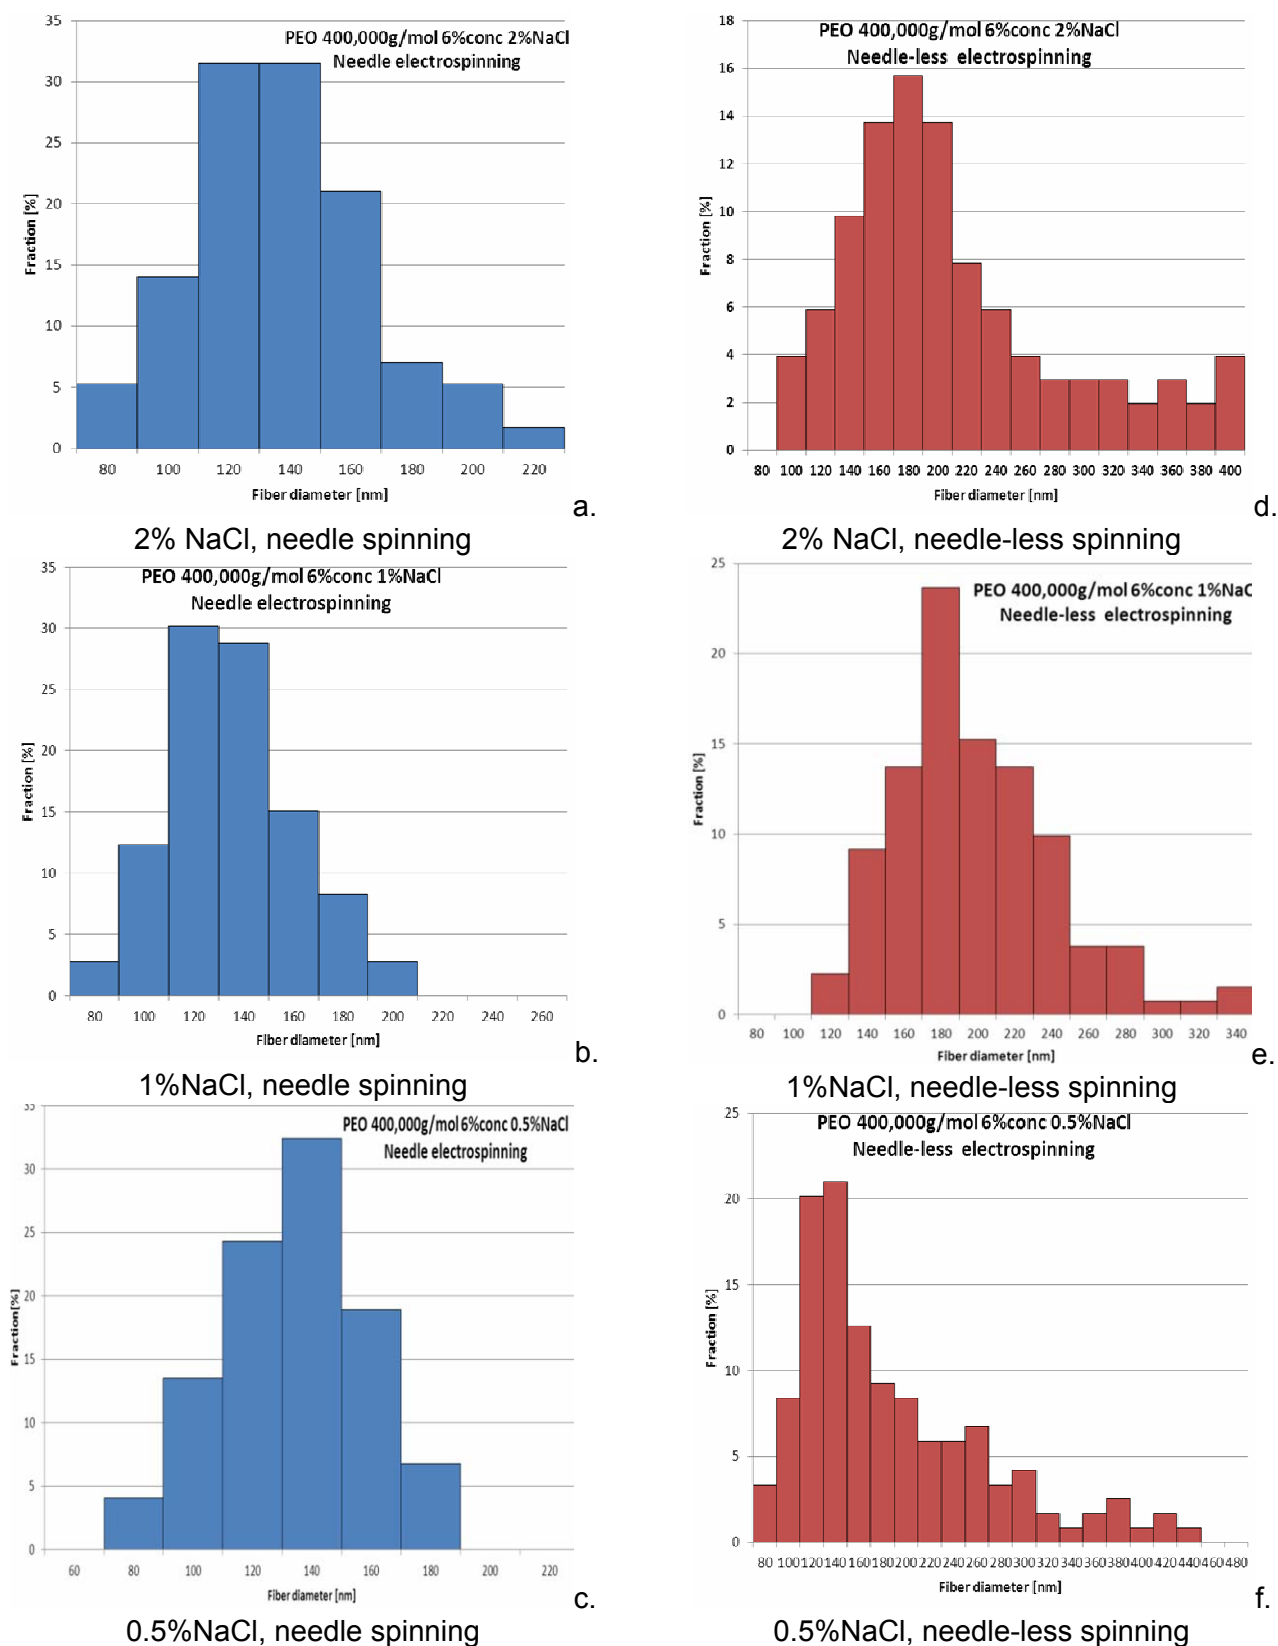 PEO 400,000g/mol 6%conc 2%NaCl
Needle electrospinning
35
30
25
20
15
10
5
0
Fraction [%]
80 100 120 140 160 180 200 220
Fiber diameter [nm]
a.
2% NaCl, needle spinning
PEO 400,000g/mol 6%conc 2%NaCl
Needle-less electrospinning
18
16
14
12
10
8
6
4
2
0
Fraction [%]
80 100 120 140 160 180 200 220 240 260 280 300 320 340 360 380 400
Fiber diameter [nm]
d.
2% NaCl, needle-less spinning
PEO 400,000g/mol 6%conc 1%NaCl
Needle electrospinning
35
30
25
20
15
10
5
0
Fraction [%]
80 100 120 140 160 180 200 220 240 260
Fiber diameter [nm]
b.
1%NaCl, needle spinning
PEO 400,000g/mol 6%conc 1%NaC
Needle-less electrospinning
25
20
15
10
5
0
Fraction [%]
80 100 120 140 160 180 200 220 240 260 280 300 320 340
Fiber diameter [nm]
e.
1%NaCl, needle-less spinning
PEO 400,000g/mol 6%conc 0.5%NaCl
Needle electrospinning
35
30
25
20
15
10
5
0
Fraction[%]
60 80 100 120 140 160 180 200 220
Fiber diameter [nm]
c.
0.5%NaCl, needle spinning
PEO 400,000g/mol 6%conc 0.5%NaCl
Needle-less electrospinning
25
20
15
10
5
0
Fraction [%]
80 100 120 140 160 180 200 220 240 260 280 300 320 340 360 380 400 420 440 460 480
Fiber diameter [nm]
f.
0.5%NaCl, needle-less spinning